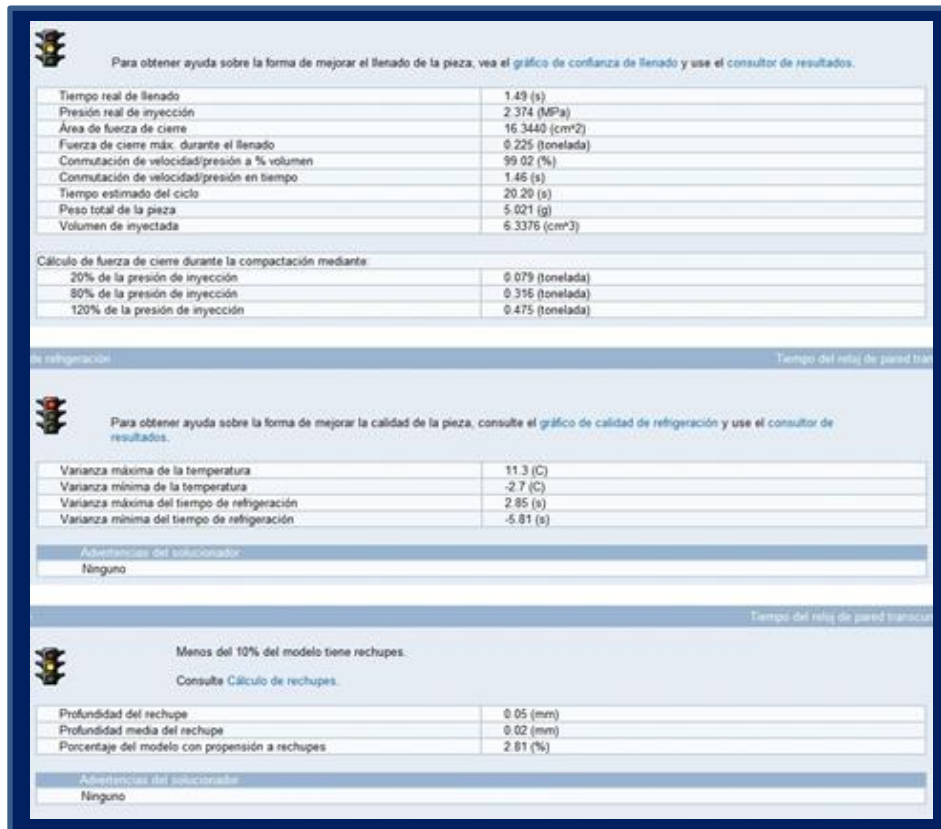 Para obtener ayuda sobre la forma de mejorar el llenado de la pieza, vea el gráfico de confianza de llenado y use el consultor de resultados.
Tiempo real de llenado 1.49 (s)
Presión real de inyección 2.374 (MPa)
Área de fuerza de cierre 16.3440 (cm^2)
Fuerza de cierre máx. durante el llenado 0.225 (tonelada)
Conmutación de velocidad/presión a % volumen 99.02 (%)
Conmutación de velocidad/presión en tiempo 1.46 (s)
Tiempo estimado del ciclo 20.20 (s)
Peso total de la pieza 5.021 (g)
Volumen de inyectada 6.3376 (cm^3)
Cálculo de fuerza de cierre durante la compactación mediante:
20% de la presión de inyección 0.079 (tonelada)
80% de la presión de inyección 0.316 (tonelada)
120% de la presión de inyección 0.475 (tonelada)
de refrigeración Tiempo del reloj de pared tran
Para obtener ayuda sobre la forma de mejorar la calidad de la pieza, consulte el gráfico de calidad de refrigeración y use el consultor de
resultados.
Varianza máxima de la temperatura 11.3 (C)
Varianza mínima de la temperatura -2.7 (C)
Varianza máxima del tiempo de refrigeración 2.85 (s)
Varianza mínima del tiempo de refrigeración -5.81 (s)
Advertencias del solucionador
Ninguno
Tiempo del reloj de pared transcur
Menos del 10% del modelo tiene rechupes.
Consulte Cálculo de rechupes.
Profundidad del rechupe 0.05 (mm)
Profundidad media del rechupe 0.02 (mm)
Porcentaje del modelo con propensión a rechupes 2.81 (%)
Advertencias del solucionador
Ninguno